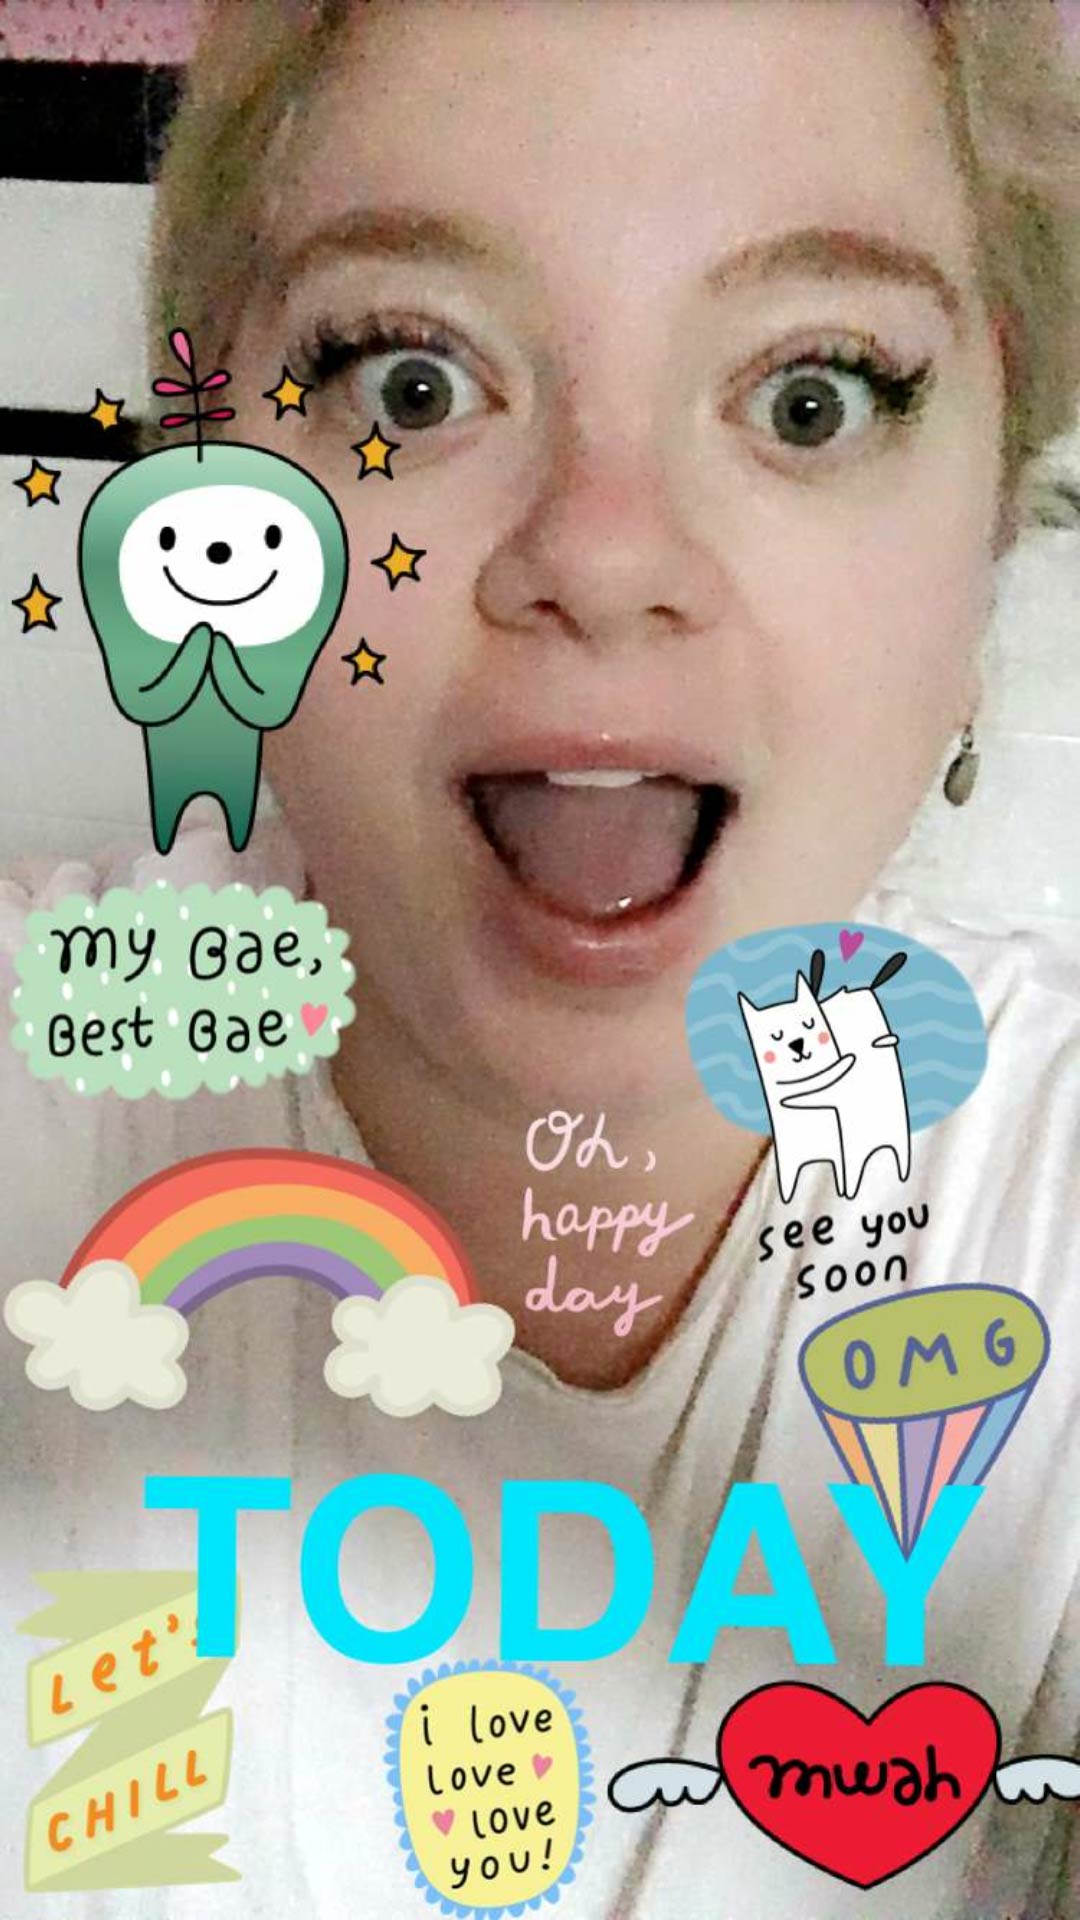 my Bae,
Best Bae
Oh,
happy
day
see you
soon
OMG
TODAY
Let's
CHILL
i love
love
love
you!
mwah